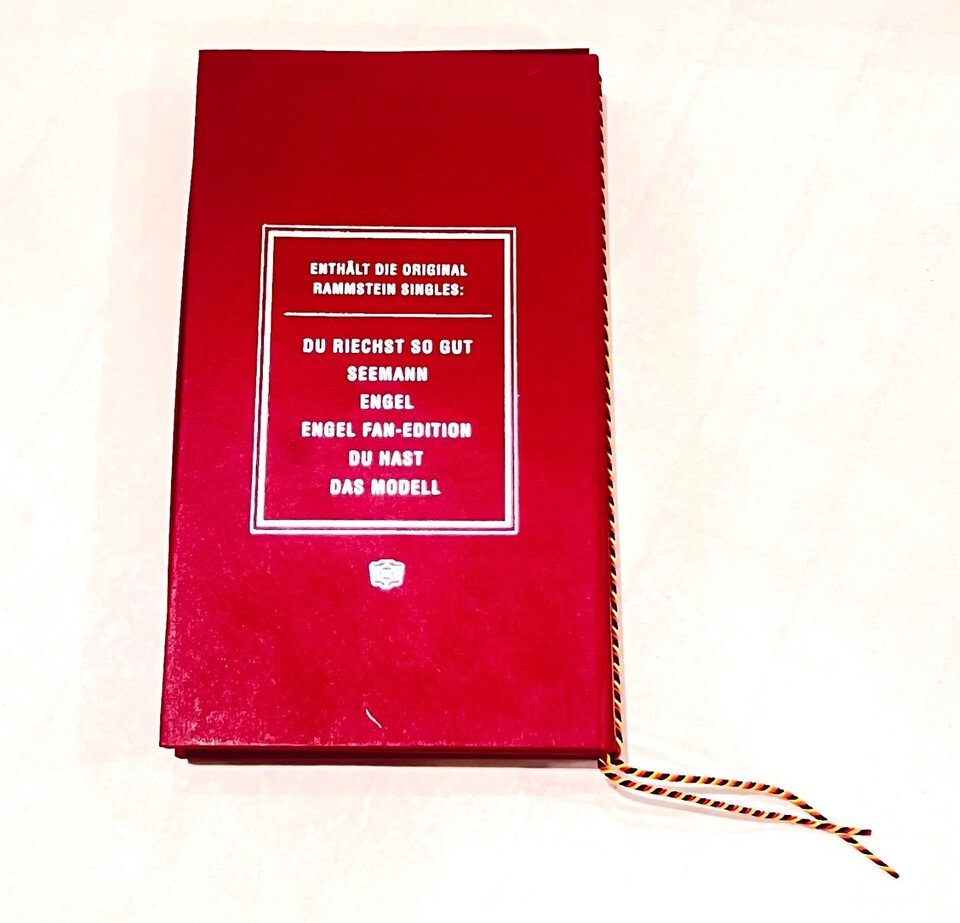 ENTHÄLT DIE ORIGINAL
RAMMSTEIN SINGLES:
DU RIECHST SO GUT
SEEMANN
ENGEL
ENGEL FAN-EDITION
DU HAST
DAS MODELL